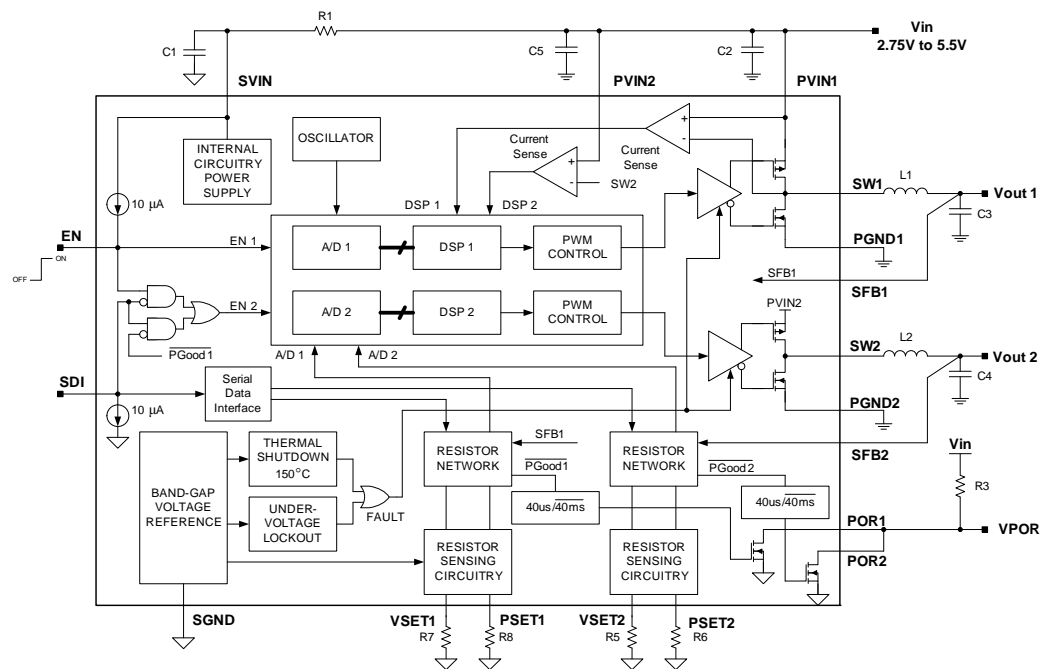 R1
Vin
2.75V to 5.5V
C1
C5
C2
SVIN
PVIN2
PVIN1
INTERNAL
CIRCUITRY
POWER
SUPPLY
OSCILLATOR
Current
Sense
+
-
Current
Sense
+
-
SW2
10 µA
DSP 1
DSP 2
SW1
L1
Vout 1
C3
EN
ON
OFF
EN 1
A/D 1
DSP 1
PWM
CONTROL
PGND1
SFB1
SFB1
EN 2
A/D 2
DSP 2
PWM
CONTROL
PVIN2
PGood1
A/D 1
A/D 2
SW2
L2
Vout 2
C4
SDI
10 µA
Serial
Data
Interface
PGND2
SFB2
THERMAL
SHUTDOWN
150°C
BAND-GAP
VOLTAGE
REFERENCE
UNDER-
VOLTAGE
LOCKOUT
FAULT
RESISTOR
NETWORK
SFB1
PGood1
RESISTOR
NETWORK
PGood2
40us/40ms
40us/40ms
Vin
R3
POR1
VPOR
POR2
RESISTOR
SENSING
CIRCUITRY
RESISTOR
SENSING
CIRCUITRY
SGND
VSET1
PSET1
VSET2
PSET2
R7
R8
R5
R6